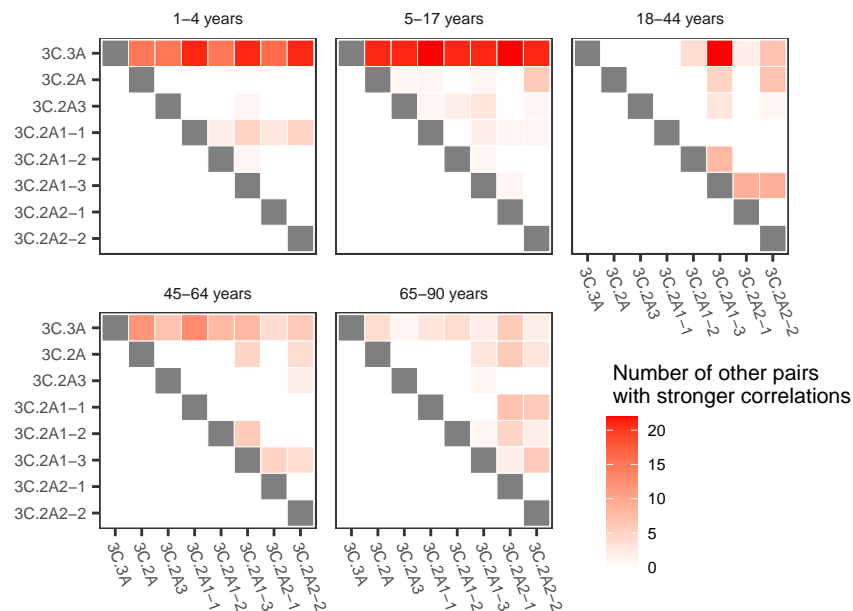 1−4 years
5−17 years
18−44 years
3C.3A
3C.2A
3C.2A3
3C.2A1−1
3C.2A1−2
3C.2A1−3
3C.2A2−1
3C.2A2−2
3C.3A
3C.2A
3C.2A3
3C.2A1−1
3C.2A1−2
3C.2A1−3
3C.2A2−1
3C.2A2−2
45−64 years
65−90 years
3C.3A
3C.2A
3C.2A3
3C.2A1−1
3C.2A1−2
3C.2A1−3
3C.2A2−1
3C.2A2−2
3C.3A
3C.2A
3C.2A3
3C.2A1−1
3C.2A1−2
3C.2A1−3
3C.2A2−1
3C.2A2−2
3C.3A
3C.2A
3C.2A3
3C.2A1−1
3C.2A1−2
3C.2A1−3
3C.2A2−1
3C.2A2−2
Number of other pairs
with stronger correlations
20
15
10
5
0